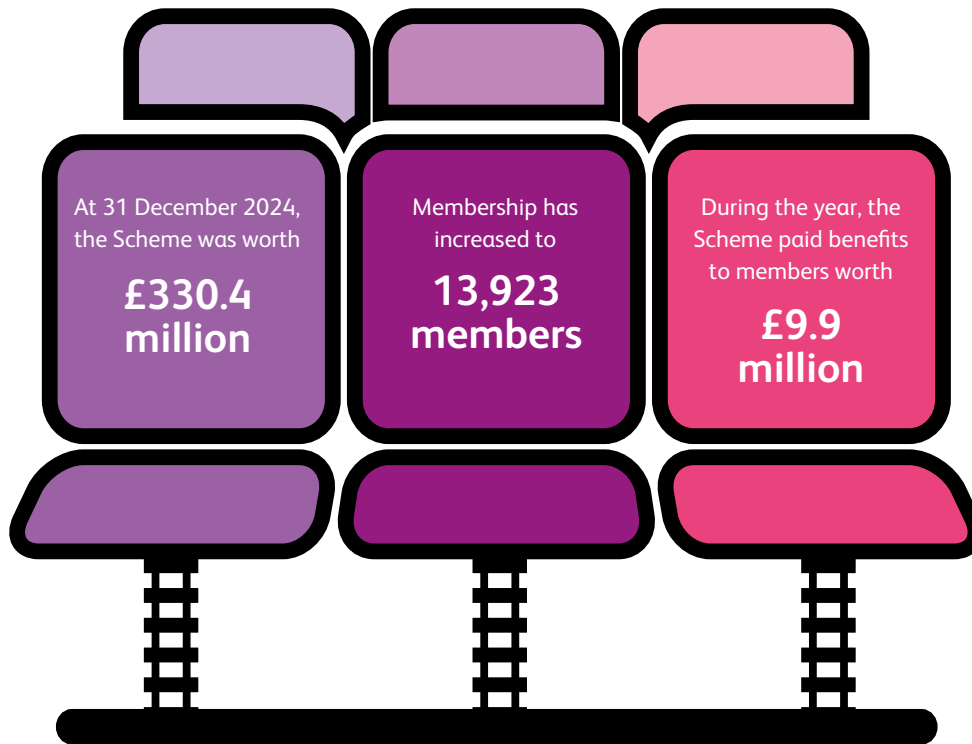 At 31 December 2024,
the Scheme was worth
£330.4
million
Membership has
increased to
13,923
members
During the year, the
Scheme paid benefits
to members worth
£9.9
million